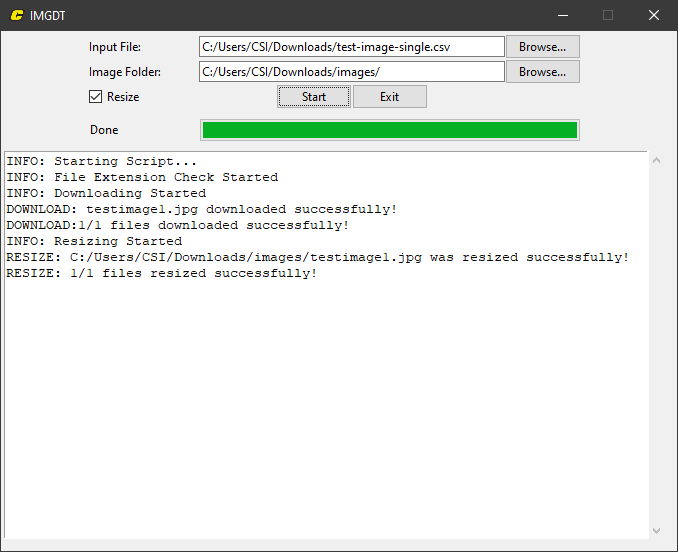 IMGDT
Input File: C:/Users/CSI/Downloads/test-image-single.csv Browse...
Image Folder: C:/Users/CSI/Downloads/images/ Browse...
Resize Start Exit
Done
INFO: Starting Script...
INFO: File Extension Check Started
INFO: Downloading Started
DOWNLOAD: testimage1.jpg downloaded successfully!
DOWNLOAD:1/1 files downloaded successfully!
INFO: Resizing Started
RESIZE: C:/Users/CSI/Downloads/images/testimage1.jpg was resized successfully!
RESIZE: 1/1 files resized successfully!